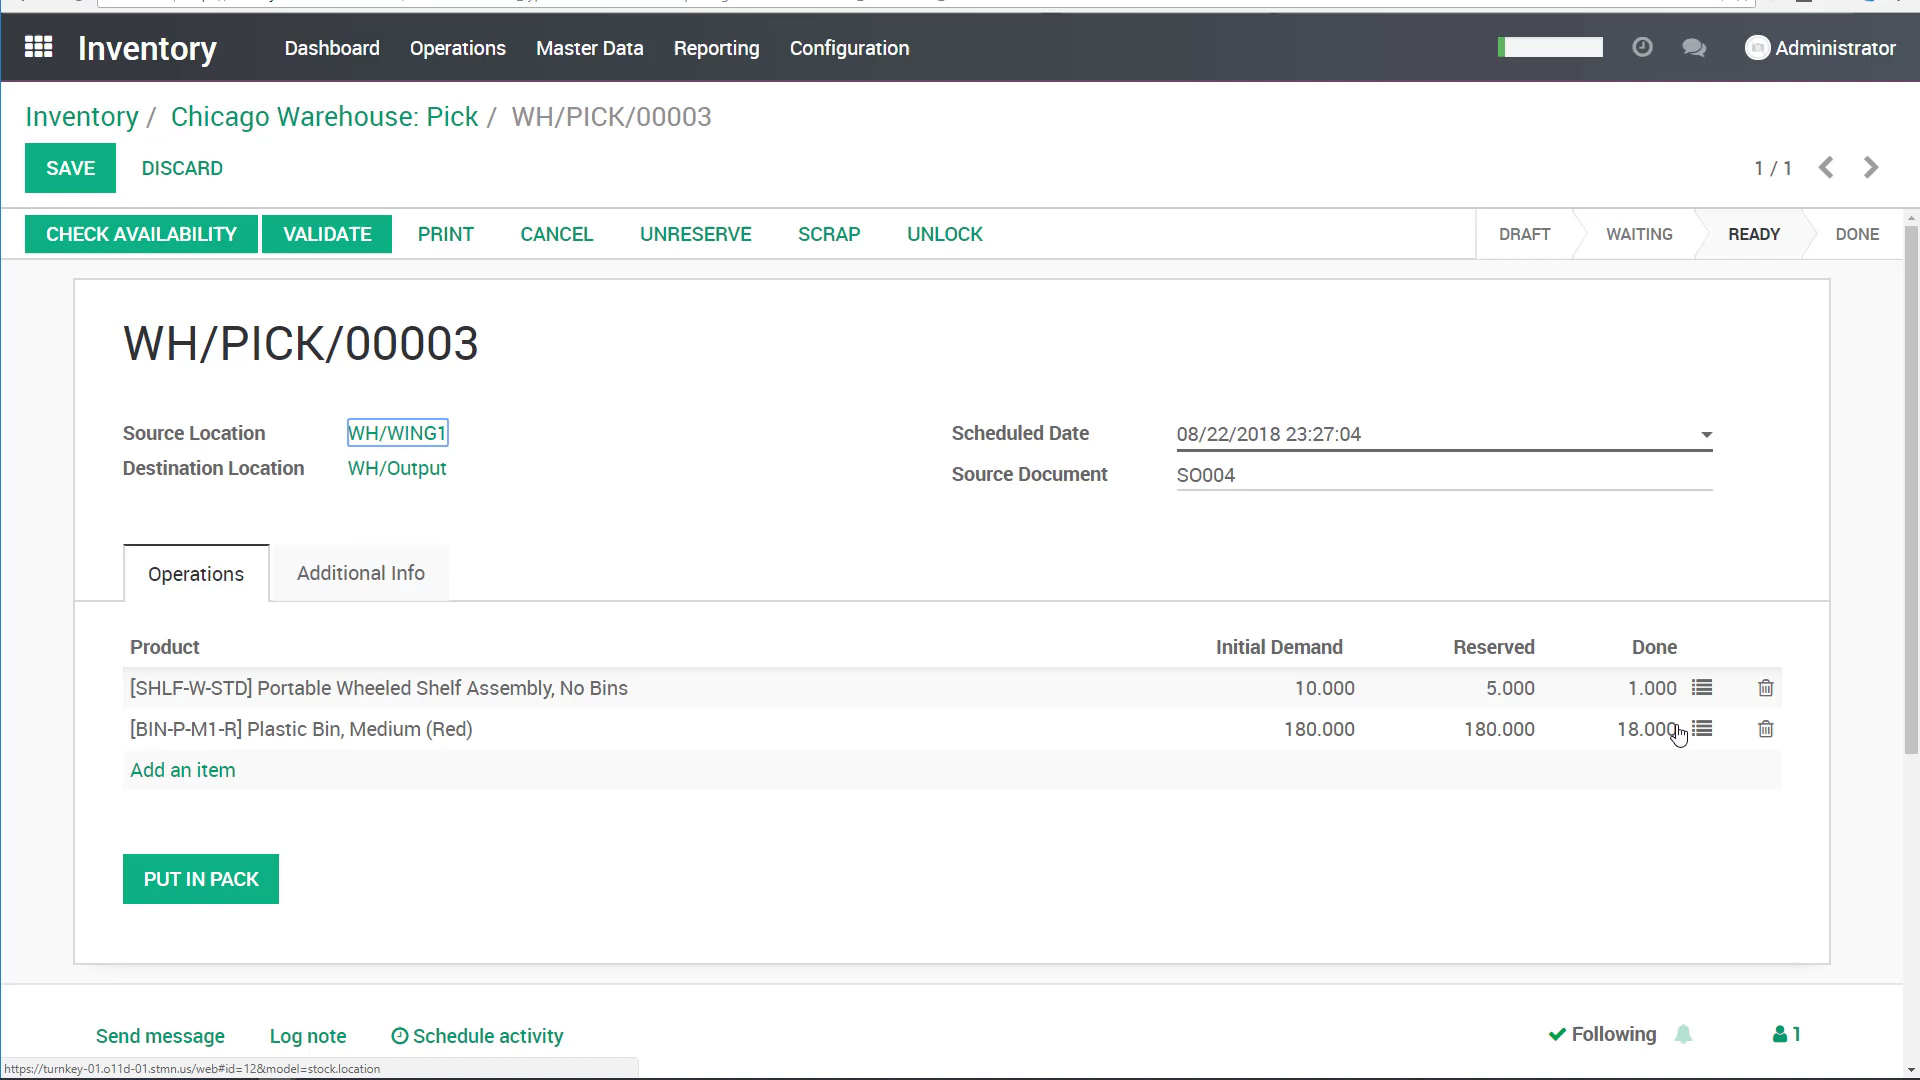 Inventory Dashboard Operations Master Data Reporting Configuration Administrator
Inventory / Chicago Warehouse: Pick / WH/PICK/00003
SAVE DISCARD 1 / 1
CHECK AVAILABILITY VALIDATE PRINT CANCEL UNRESERVE SCRAP UNLOCK DRAFT WAITING READY DONE
WH/PICK/00003
Source Location WH/WING1 Scheduled Date 08/22/2018 23:27:04
Destination Location WH/Output Source Document SO004
Operations Additional Info
Product Initial Demand Reserved Done
[SHLF-W-STD] Portable Wheeled Shelf Assembly, No Bins 10.000 5.000 1.000
[BIN-P-M1-R] Plastic Bin, Medium (Red) 180.000 180.000 18.000
Add an item
PUT IN PACK
Send message Log note Schedule activity Following 1
https://turnkey-01.o11d-01.stmn.us/web#id=12&model=stock.location